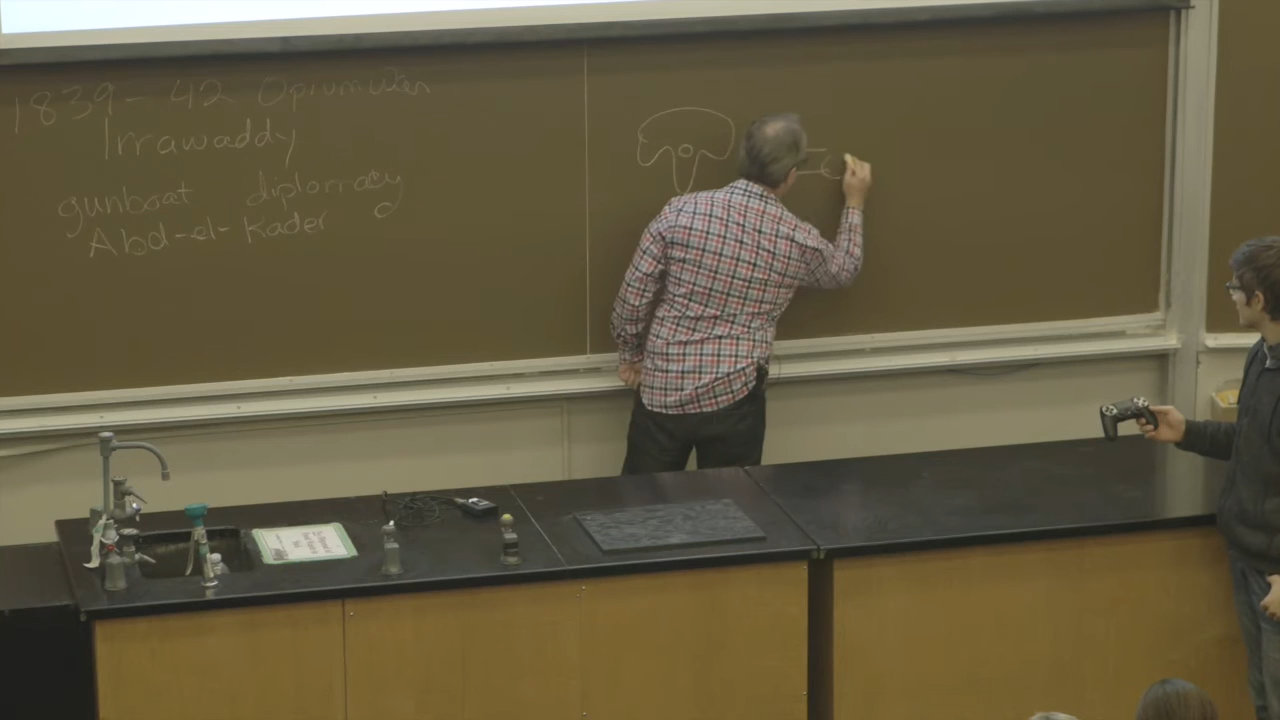 1839-42 Opium War
Irrawaddy
gunboat diplomacy
Abd-el-Kader